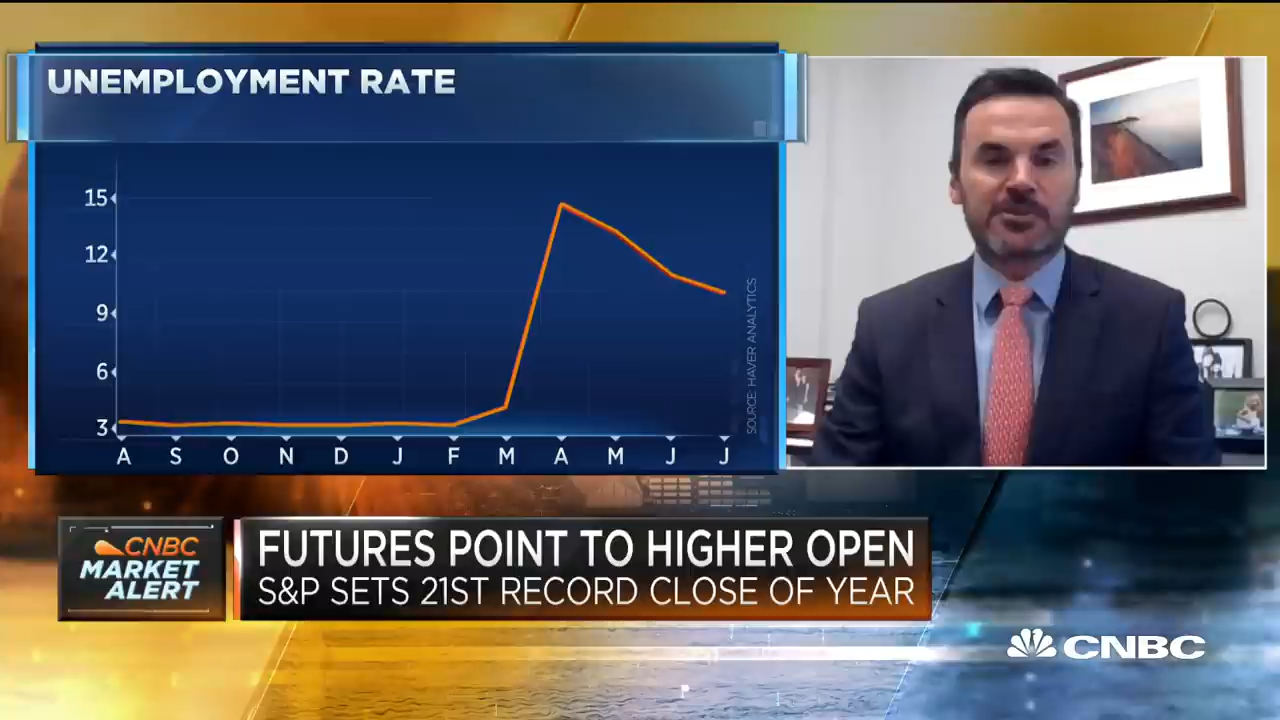 UNEMPLOYMENT RATE
15
12
9
6
3
A S O N D J F M A M J J
SOURCE: HAVER ANALYTICS
CNBC
MARKET
ALERT
FUTURES POINT TO HIGHER OPEN
S&P SETS 21ST RECORD CLOSE OF YEAR
CNBC